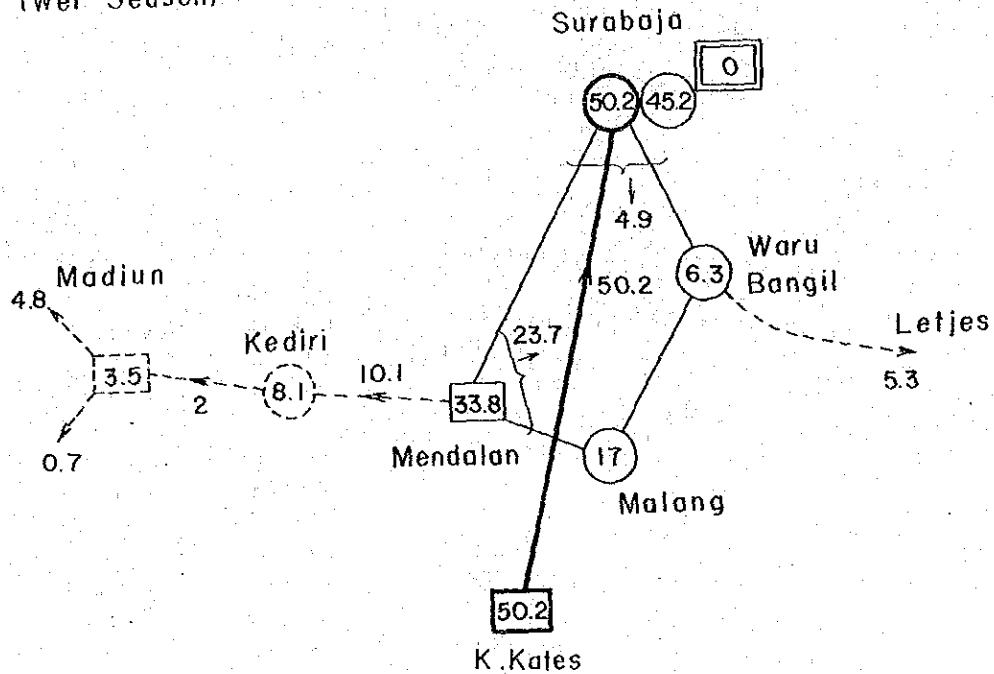 (Wet Season)
Surabaja
0
50.2
45.2
4.9
Waru
Bangil
6.3
50.2
Madiun
4.8
Letjes
5.3
Kediri
23.7
10.1
3.5
8.1
2
33.8
0.7
Mendalan
17
Malang
50.2
K.Kates